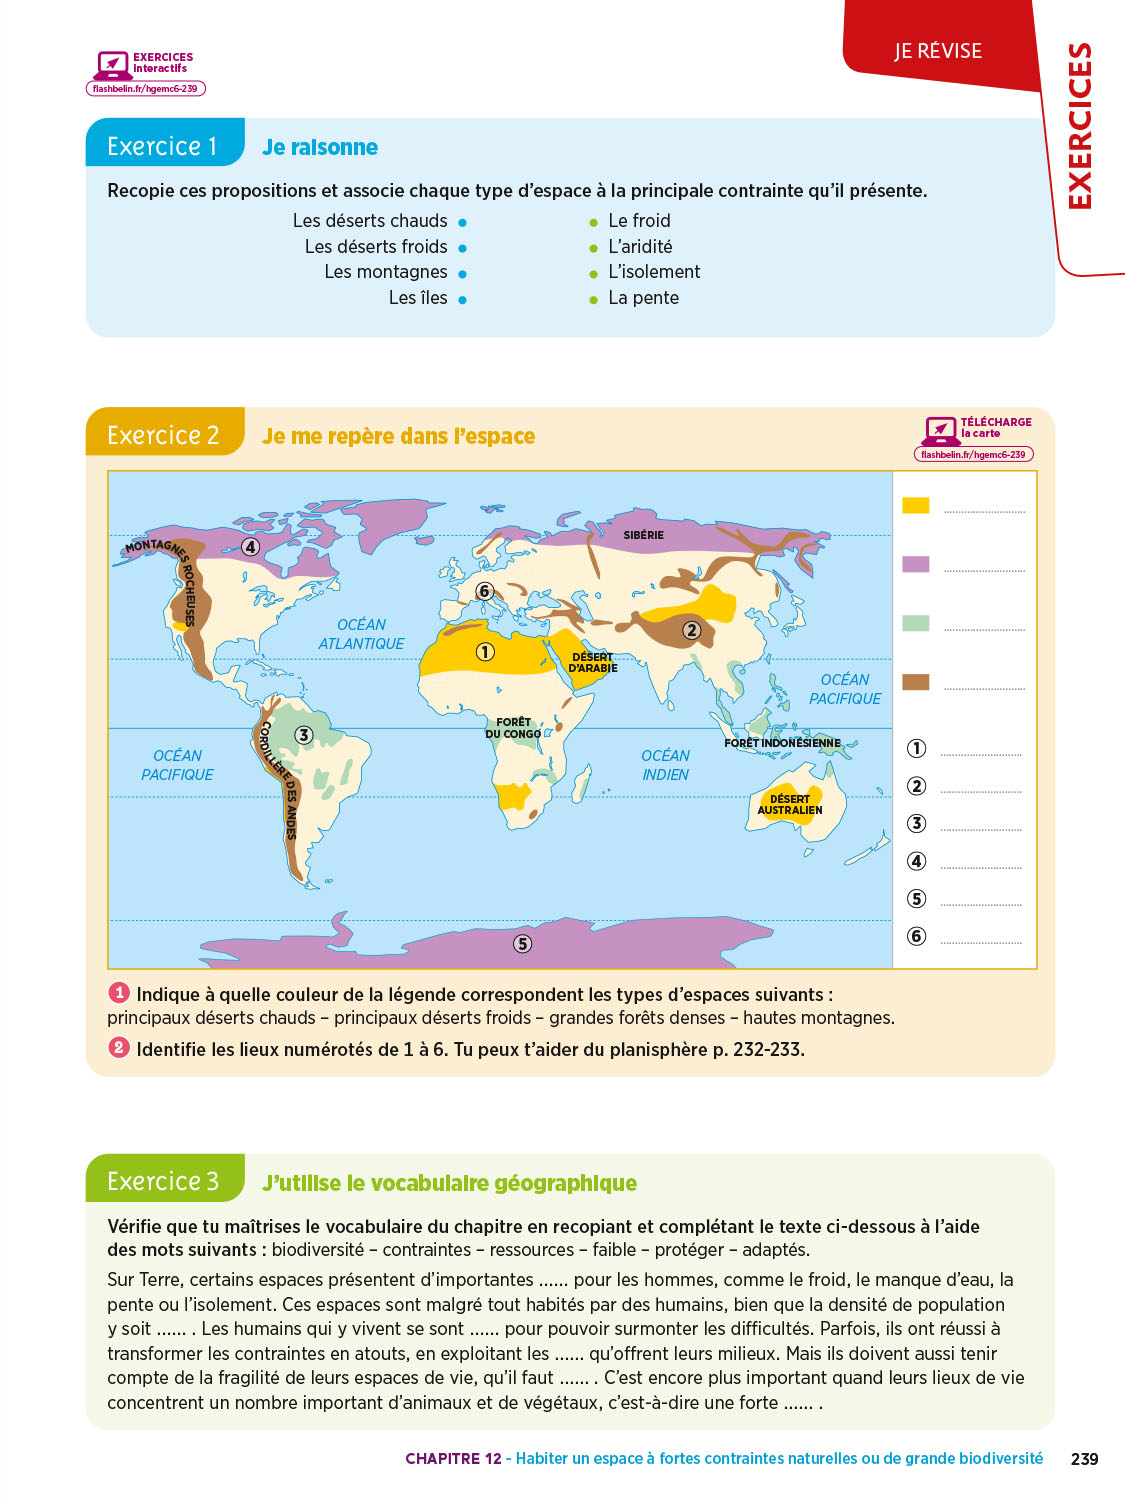 JE RÉVISE
EXERCICES
EXERCICES
interactifs
flashbelin.fr/hgemc6-239
Exercice 1
Je raisonne
Recopie ces propositions et associe chaque type d'espace à la principale contrainte qu'il présente.
Les déserts chauds • • Le froid
Les déserts froids • • L'aridité
Les montagnes • • L'isolement
Les îles • • La pente
Exercice 2
Je me repère dans l'espace
TÉLÉCHARGE
la carte
flashbelin.fr/hgemc6-239
MONTAGNES ROCHEUSES
4
SIBÉRIE
6
OCÉAN
ATLANTIQUE
1
2
DÉSERT
D'ARABIE
OCÉAN
PACIFIQUE
3
FORÊT
DU CONGO
CORDILLÈRE DES ANDES
OCÉAN
PACIFIQUE
OCÉAN
INDIEN
FORÊT INDONÉSIENNE
DÉSERT
AUSTRALIEN
5
..............................
..............................
..............................
..............................
1 ..............................
2 ..............................
3 ..............................
4 ..............................
5 ..............................
6 ..............................
1 Indique à quelle couleur de la légende correspondent les types d'espaces suivants :
principaux déserts chauds – principaux déserts froids – grandes forêts denses – hautes montagnes.
2 Identifie les lieux numérotés de 1 à 6. Tu peux t'aider du planisphère p. 232-233.
Exercice 3
J'utilise le vocabulaire géographique
Vérifie que tu maîtrises le vocabulaire du chapitre en recopiant et complétant le texte ci-dessous à l'aide
des mots suivants : biodiversité – contraintes – ressources – faible – protéger – adaptés.
Sur Terre, certains espaces présentent d'importantes ...... pour les hommes, comme le froid, le manque d'eau, la
pente ou l'isolement. Ces espaces sont malgré tout habités par des humains, bien que la densité de population
y soit ...... . Les humains qui y vivent se sont ...... pour pouvoir surmonter les difficultés. Parfois, ils ont réussi à
transformer les contraintes en atouts, en exploitant les ...... qu'offrent leurs milieux. Mais ils doivent aussi tenir
compte de la fragilité de leurs espaces de vie, qu'il faut ...... . C'est encore plus important quand leurs lieux de vie
concentrent un nombre important d'animaux et de végétaux, c'est-à-dire une forte ...... .
CHAPITRE 12 - Habiter un espace à fortes contraintes naturelles ou de grande biodiversité 239